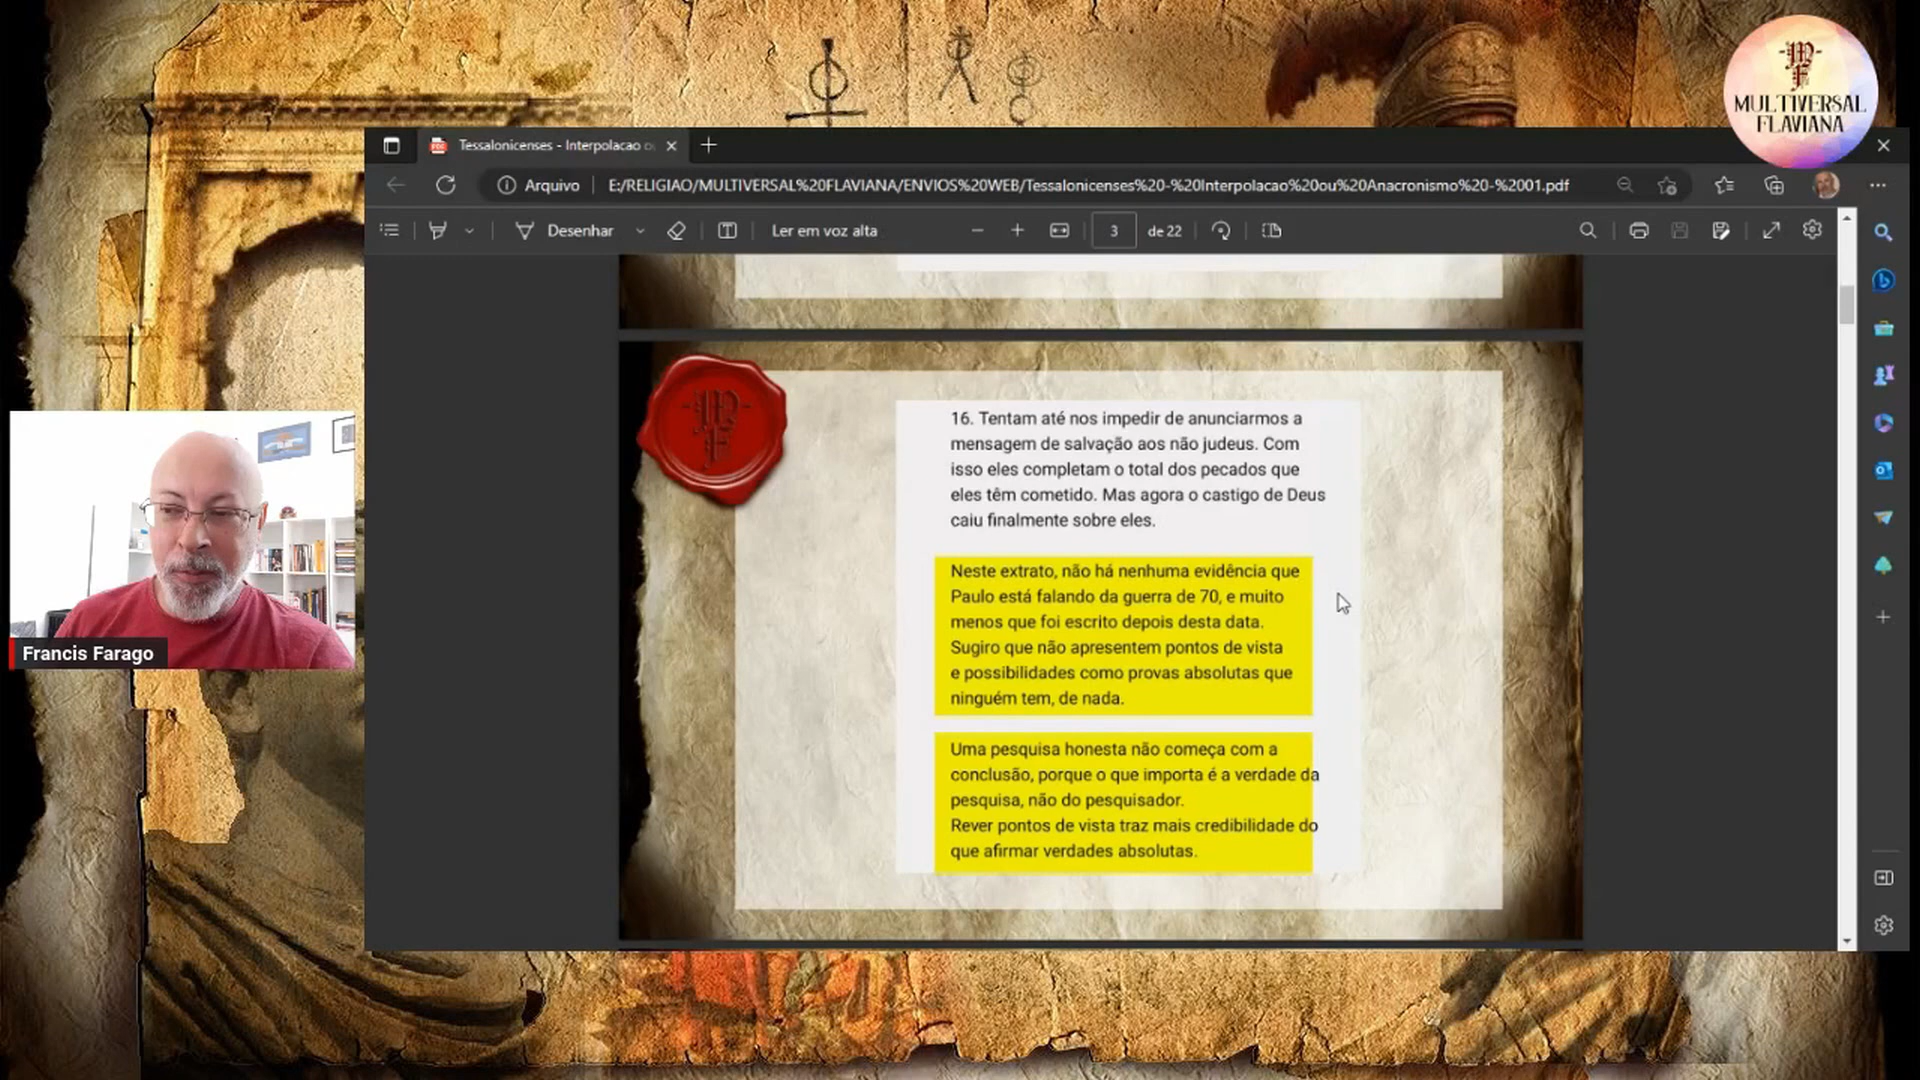 MULTIVERSAL
FLAVIANA
Tessalonicenses - Interpolacao o
Arquivo
E:/RELIGIAO/MULTIVERSAL%20FLAVIANA/ENVIOS%20WEB/Tessalonicenses%20-%20Interpolacao%20ou%20Anacronismo%20-%2001.pdf
Desenhar
Ler em voz alta
3 de 22
16. Tentam até nos impedir de anunciarmos a
mensagem de salvação aos não judeus. Com
isso eles completam o total dos pecados que
eles têm cometido. Mas agora o castigo de Deus
caiu finalmente sobre eles.
Neste extrato, não há nenhuma evidência que
Paulo está falando da guerra de 70, e muito
menos que foi escrito depois desta data.
Sugiro que não apresentem pontos de vista
e possibilidades como provas absolutas que
ninguém tem, de nada.
Uma pesquisa honesta não começa com a
conclusão, porque o que importa é a verdade da
pesquisa, não do pesquisador.
Rever pontos de vista traz mais credibilidade do
que afirmar verdades absolutas.
Francis Farago